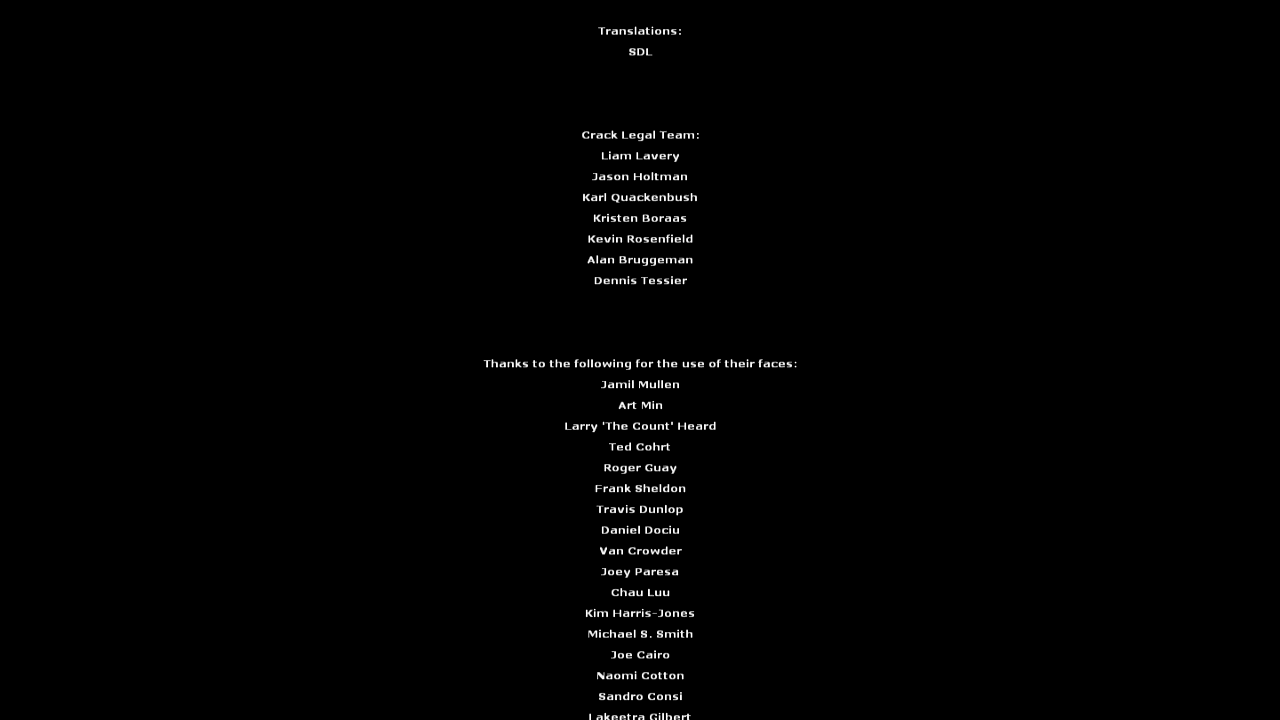 Translations:
SDL
Crack Legal Team:
Liam Lavery
Jason Holtman
Karl Quackenbush
Kristen Boraas
Kevin Rosenfield
Alan Bruggeman
Dennis Tessier
Thanks to the following for the use of their faces:
Jamil Mullen
Art Min
Larry 'The Count' Heard
Ted Cohrt
Roger Guay
Frank Sheldon
Travis Dunlop
Daniel Dociu
Van Crowder
Joey Paresa
Chau Luu
Kim Harris-Jones
Michael S. Smith
Joe Cairo
Naomi Cotton
Sandro Consi
Lakeetra Gilbert